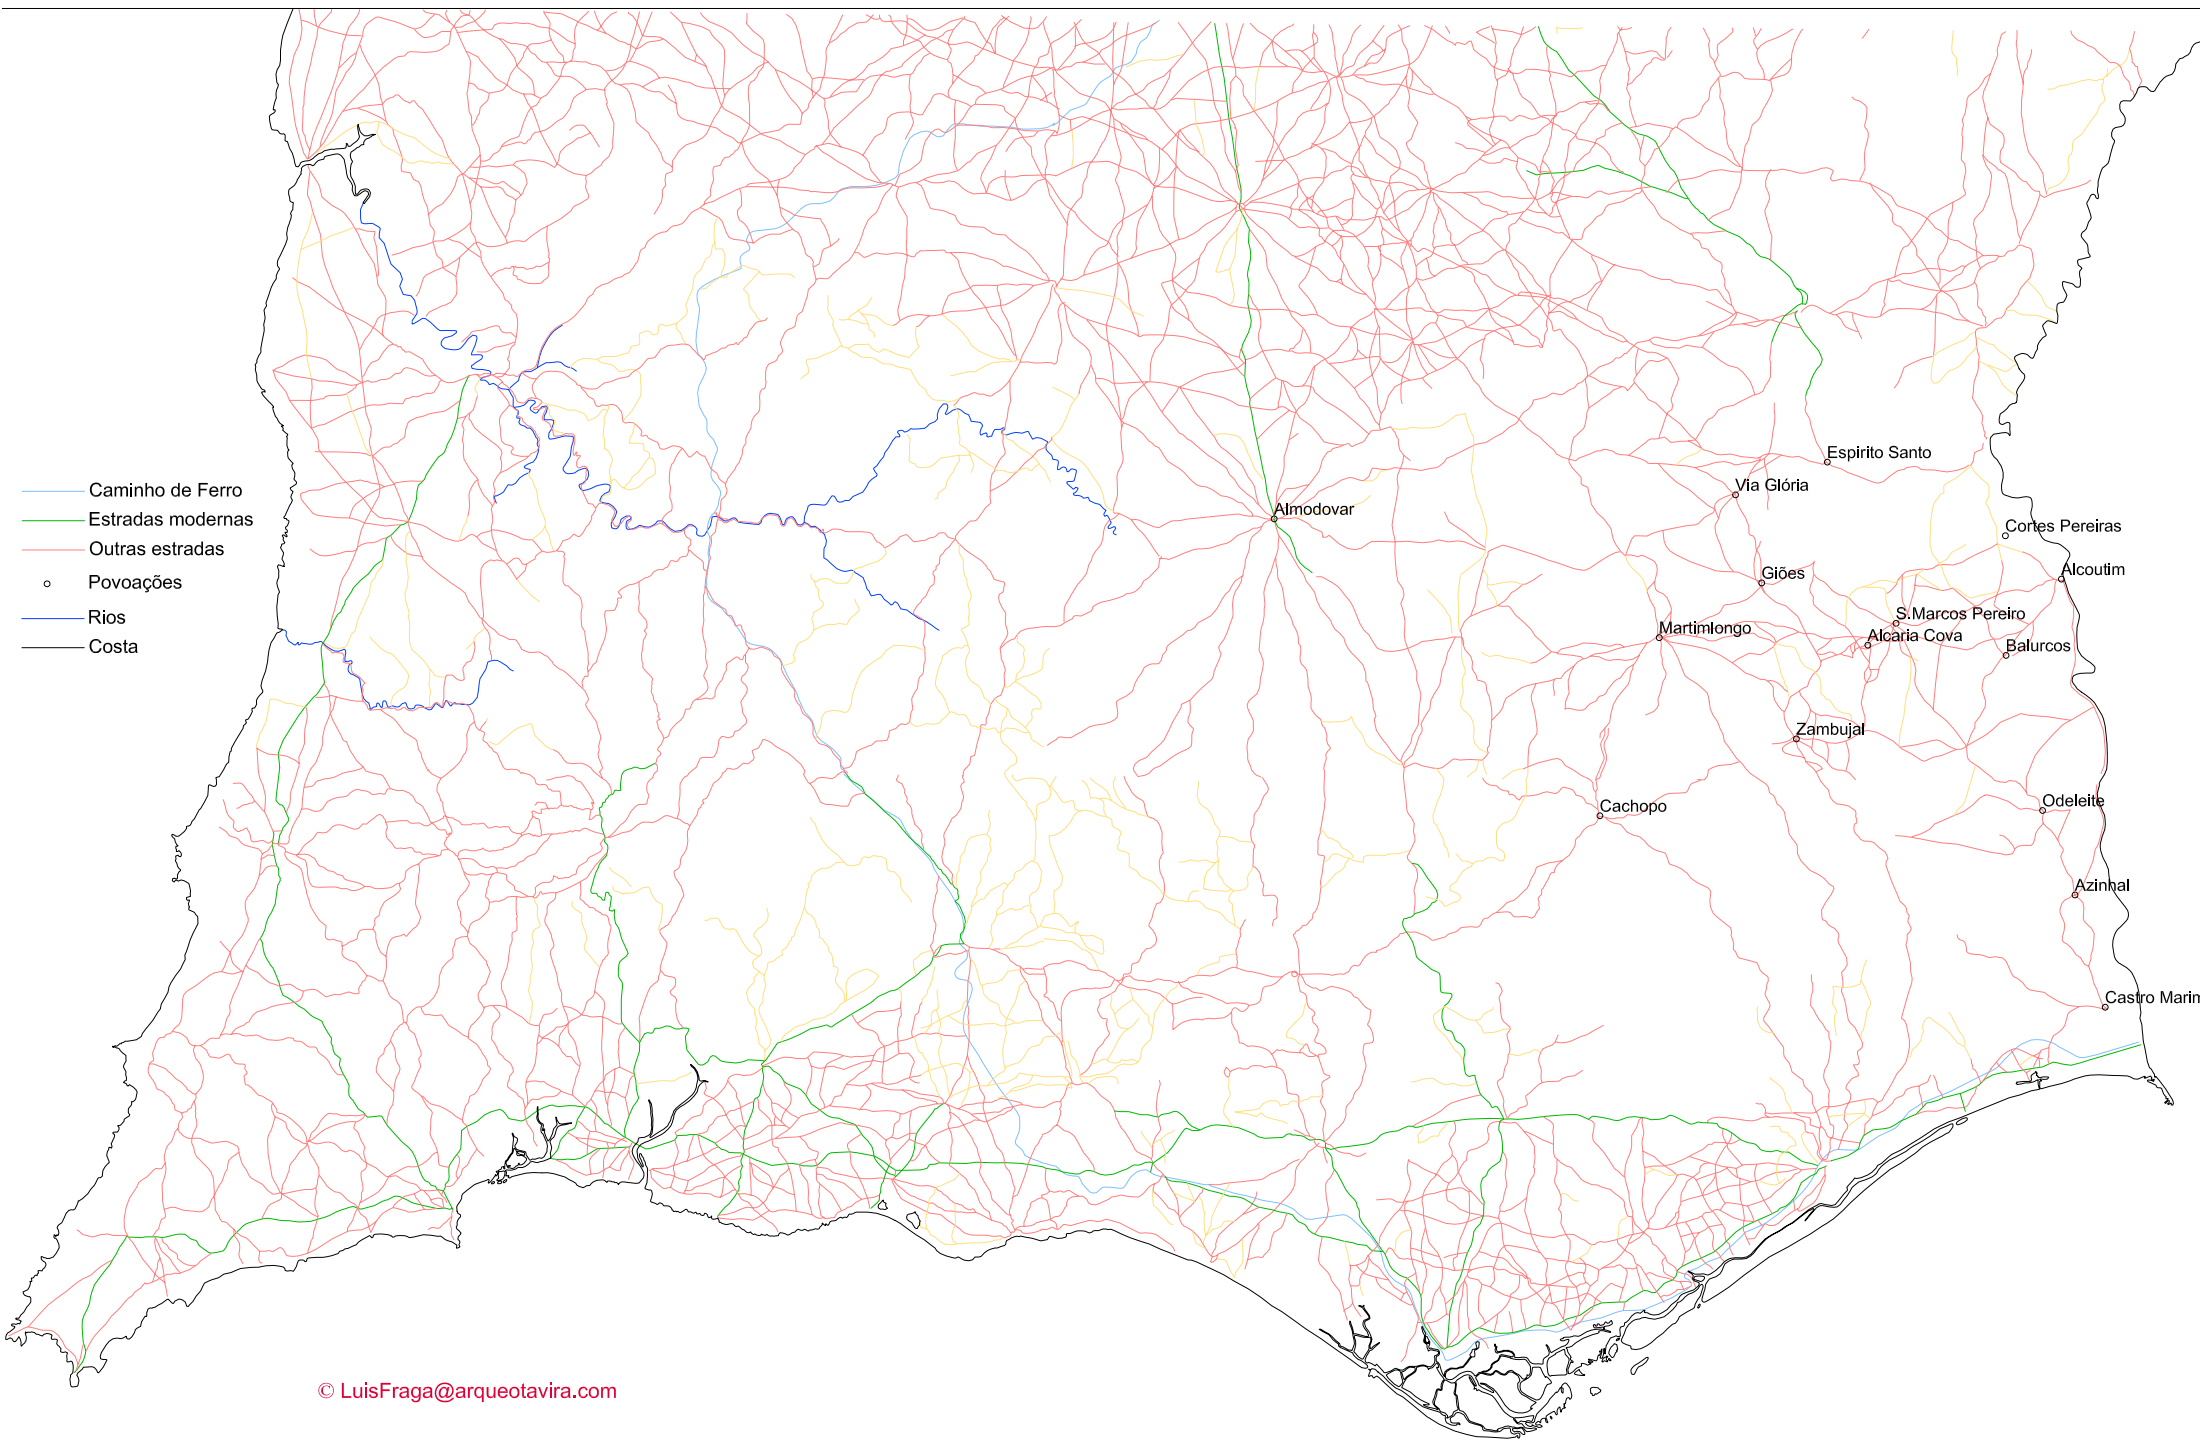 Caminho de Ferro
Estradas modernas
Outras estradas
Povoações
Rios
Costa
Espirito Santo
Via Glória
Almodovar
Cortes Pereiras
Alcoutim
Giões
S.Marcos Pereiro
Martimlongo
Alcaria Cova
Balurcos
Zambujal
Cachopo
Odeleite
Azinhal
Castro Marim
© LuisFraga@arqueotavira.com